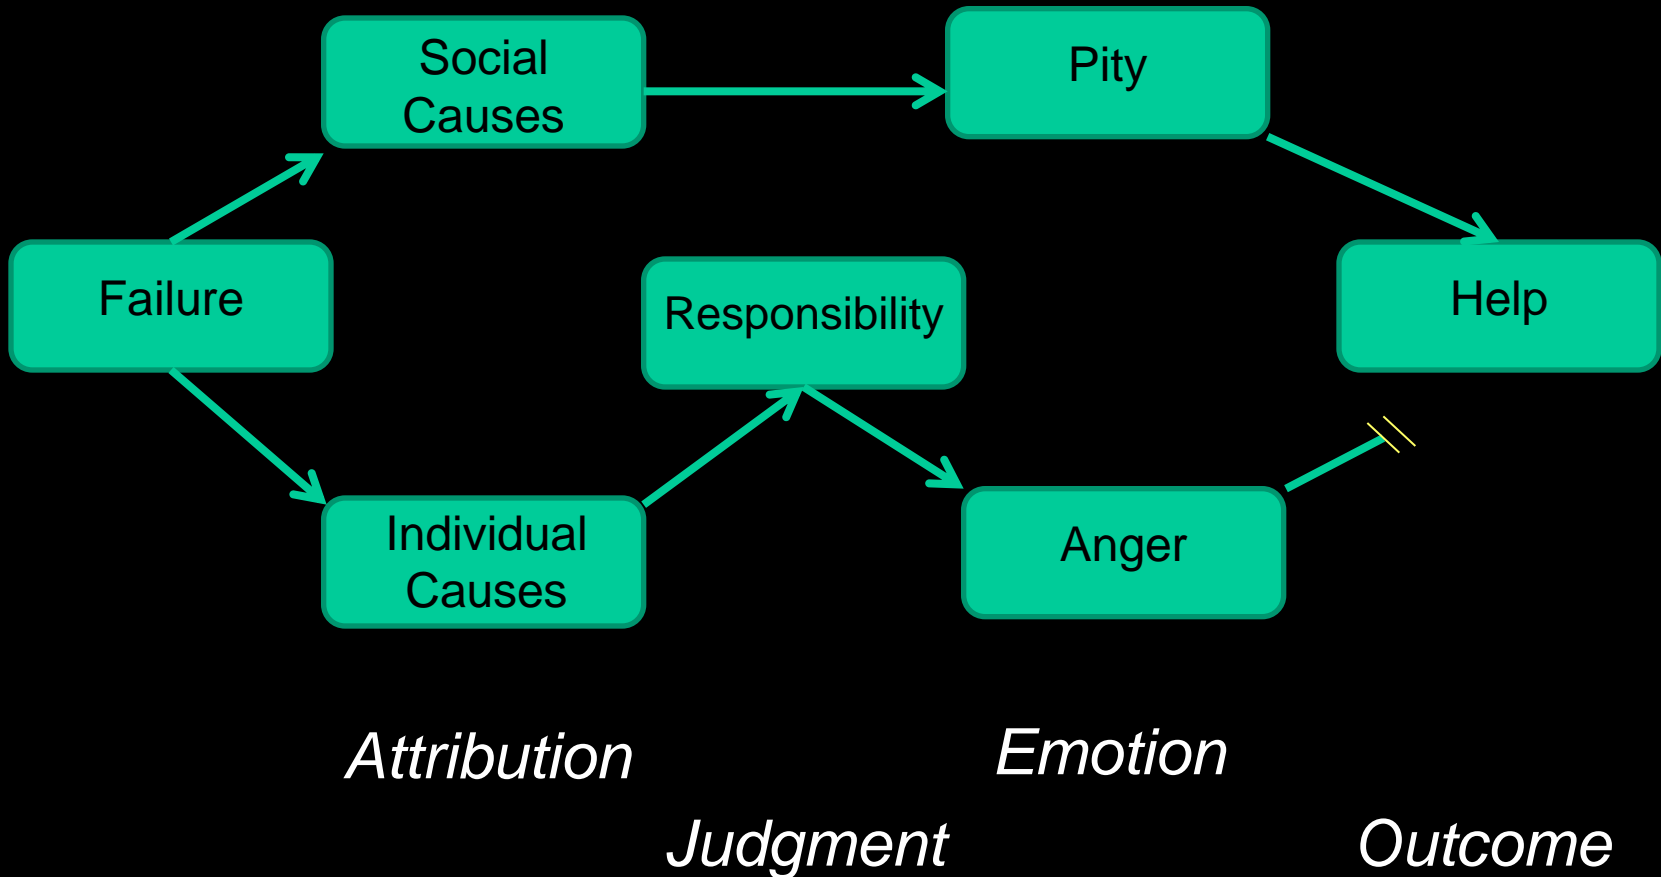 Social
Causes
Pity
Failure
Responsibility
Help
Individual
Causes
Anger
Attribution
Emotion
Judgment
Outcome